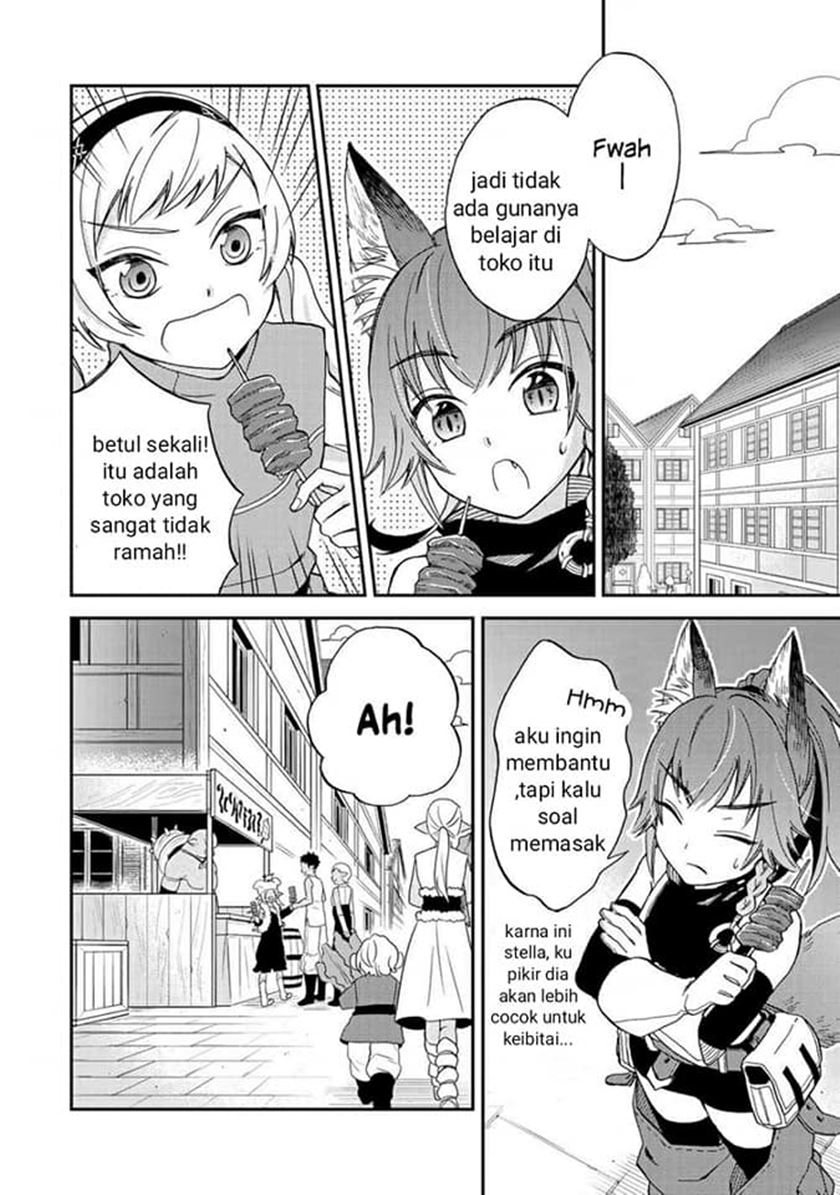 Fwah
jadi tidak
ada gunanya
belajar di
toko itu
betul sekali!
itu adalah
toko yang
sangat tidak
ramah!!
Hmm
aku ingin
membantu
,tapi kalu
soal
memasak
karna ini
stella, ku
pikir dia
akan lebih
cocok untuk
keibitai...
Ah!